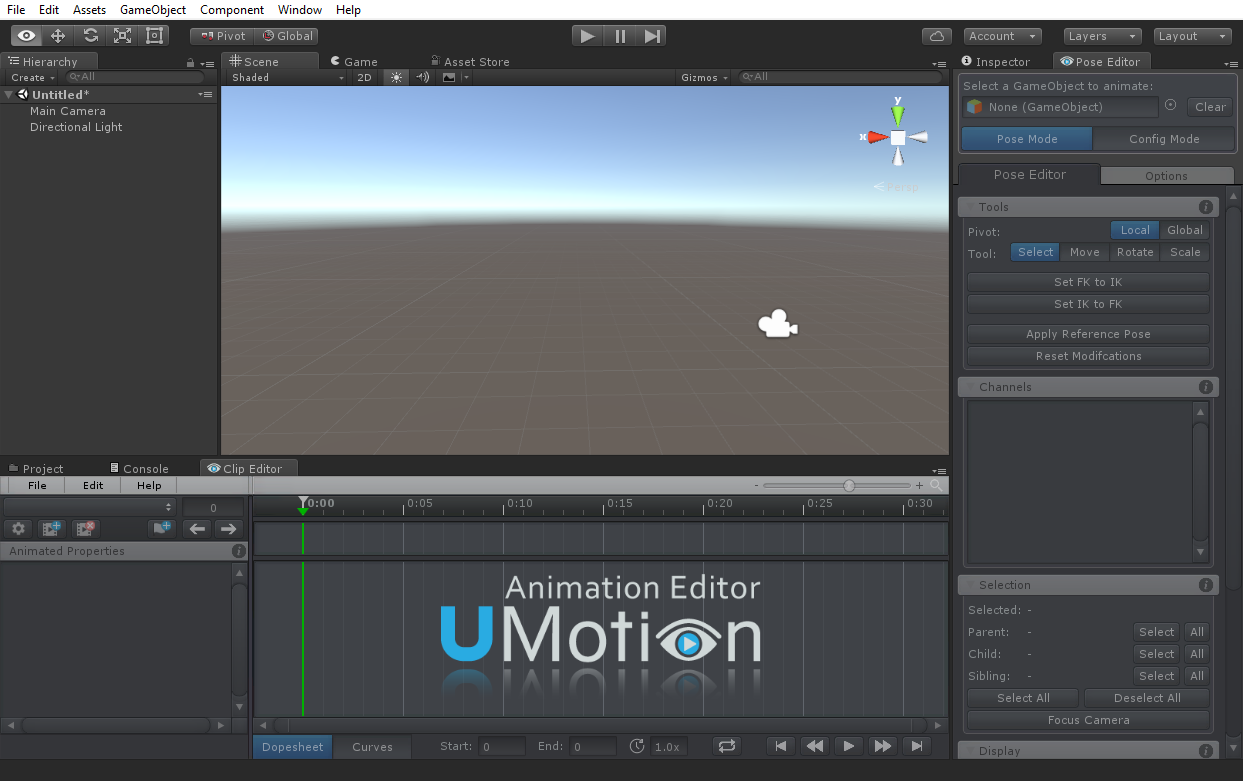 File Edit Assets GameObject Component Window Help
Pivot Global Account Layers Layout
Hierarchy
Create All
Untitled*
Main Camera
Directional Light
Scene Game Asset Store
Shaded 2D Gizmos All
y
x
Persp
Inspector Pose Editor
Select a GameObject to animate:
None (GameObject) Clear
Pose Mode Config Mode
Pose Editor Options
Tools
Pivot: Local Global
Tool: Select Move Rotate Scale
Set FK to IK
Set IK to FK
Apply Reference Pose
Reset Modifcations
Channels
Selection
Selected: -
Parent: - Select All
Child: - Select All
Sibling: - Select All
Select All Deselect All
Focus Camera
Display
Project Console Clip Editor
File Edit Help
- +
0
0:00 0:05 0:10 0:15 0:20 0:25 0:30
Animated Properties
Animation Editor
UMotion
Dopesheet Curves Start: 0 End: 0 1.0x